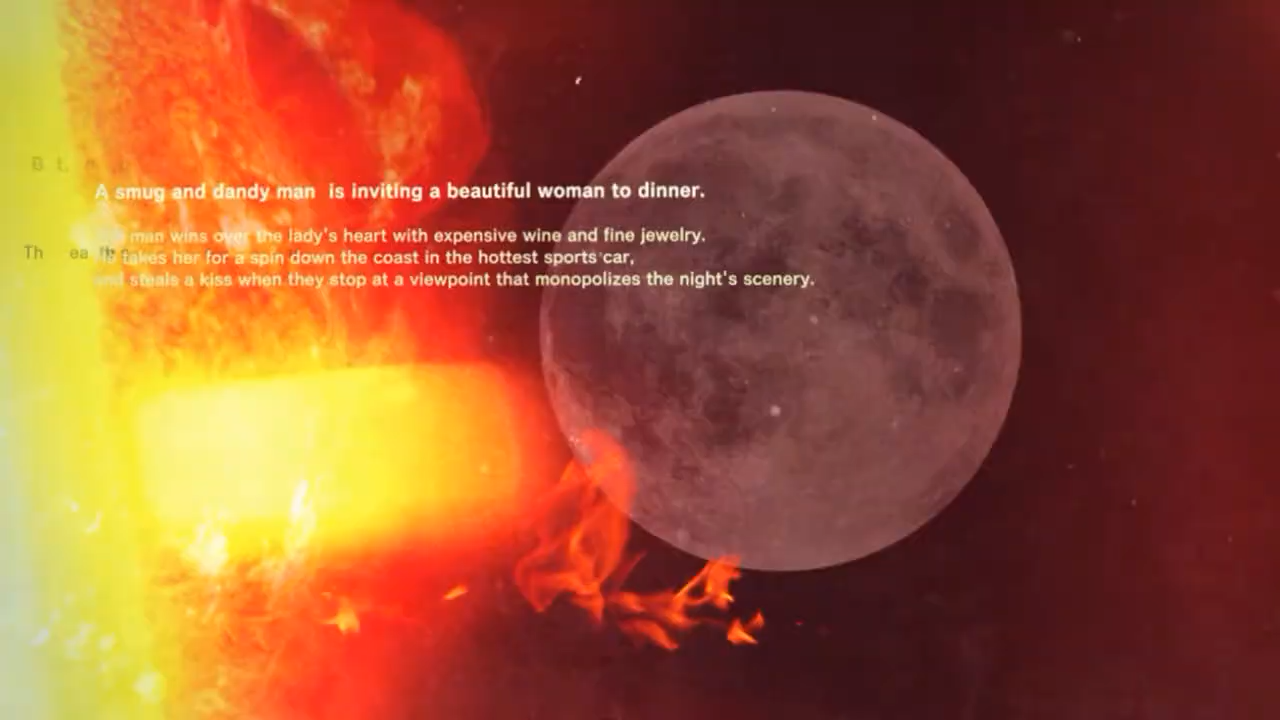 A smug and dandy man is inviting a beautiful woman to dinner.
man wins over the lady's heart with expensive wine and fine jewelry.
takes her for a spin down the coast in the hottest sports car,
and steals a kiss when they stop at a viewpoint that monopolizes the night's scenery.